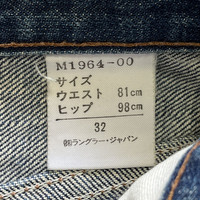 M1964-00
サイズ
ウエスト 81cm
ヒップ 98cm
32
㈱ラングラー・ジャパン